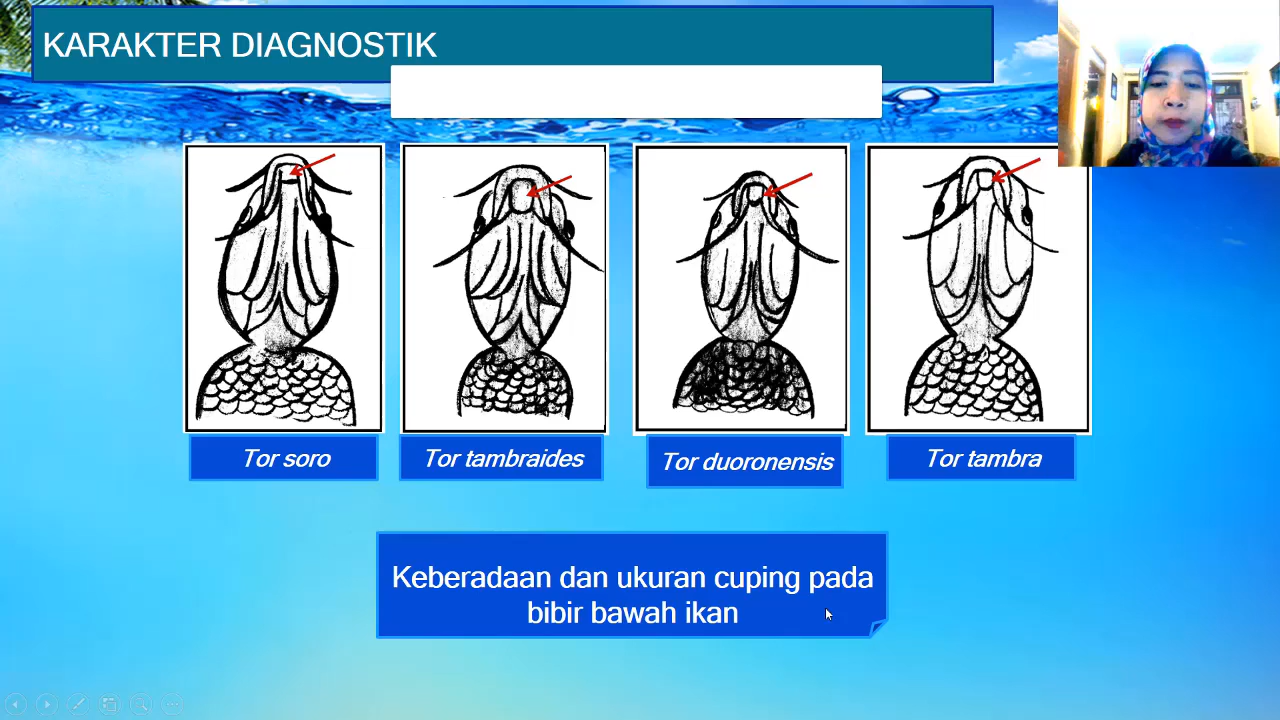 KARAKTER DIAGNOSTIK
Tor soro
Tor tambraides
Tor duoronensis
Tor tambra
Keberadaan dan ukuran cuping pada
bibir bawah ikan